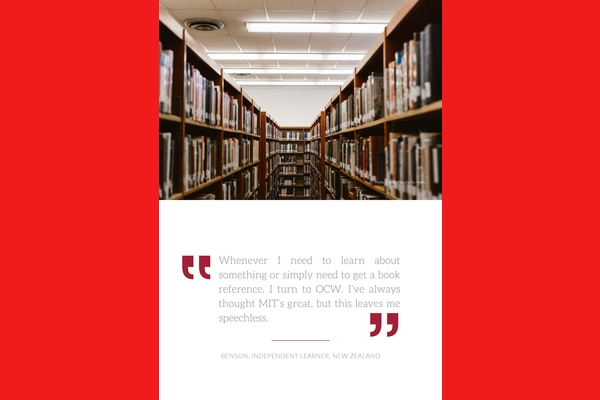 Whenever I need to learn about
something or simply need to get a book
reference, I turn to OCW. I've always
thought MIT's great, but this leaves me
speechless.
BENSON, INDEPENDENT LEARNER, NEW ZEALAND